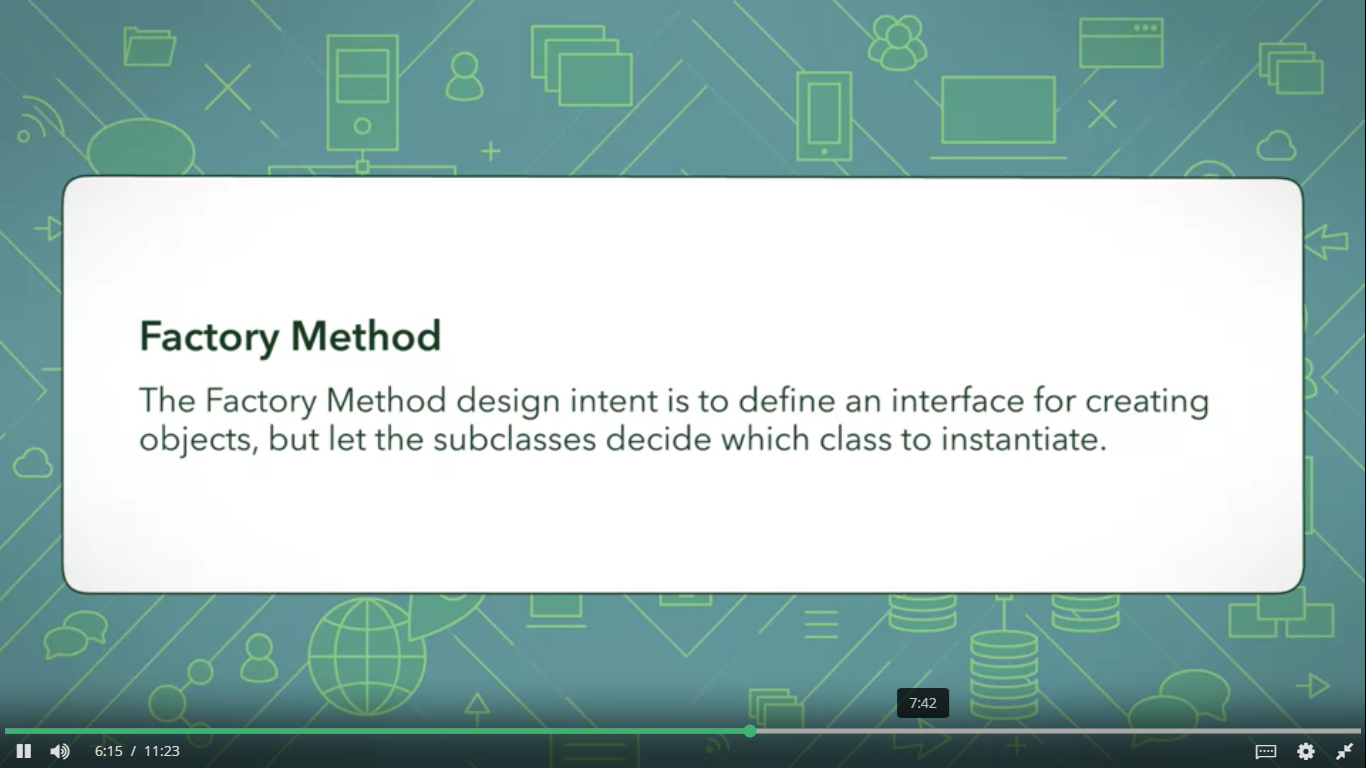 Factory Method
The Factory Method design intent is to define an interface for creating
objects, but let the subclasses decide which class to instantiate.
7:42
6:15 / 11:23